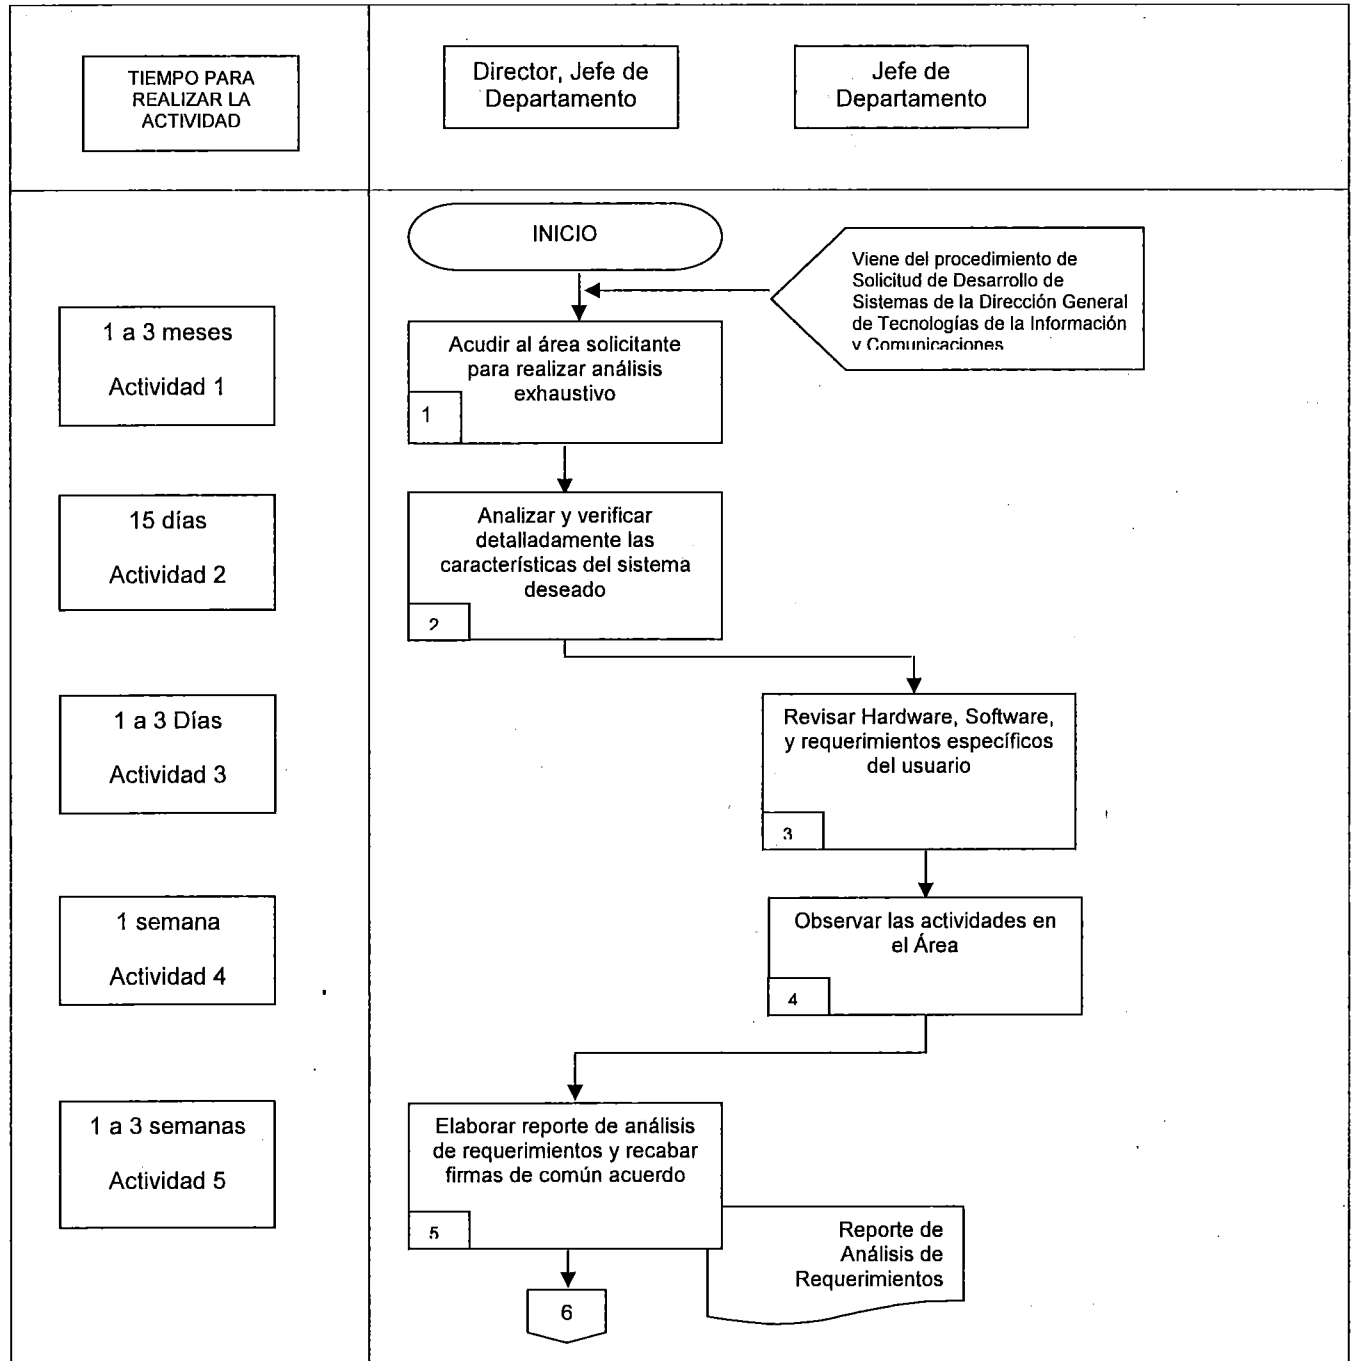 TIEMPO PARA
REALIZAR LA
ACTIVIDAD
Director, Jefe de
Departamento
Jefe de
Departamento
INICIO
Viene del procedimiento de
Solicitud de Desarrollo de
Sistemas de la Dirección General
de Tecnologías de la Información
y Comunicaciones
1 a 3 meses
Actividad 1
Acudir al área solicitante
para realizar análisis
exhaustivo
1
15 días
Actividad 2
Analizar y verificar
detalladamente las
características del sistema
deseado
2
1 a 3 Días
Actividad 3
Revisar Hardware, Software,
y requerimientos específicos
del usuario
3
1 semana
Actividad 4
Observar las actividades en
el Área
4
1 a 3 semanas
Actividad 5
Elaborar reporte de análisis
de requerimientos y recabar
firmas de común acuerdo
5
Reporte de
Análisis de
Requerimientos
6